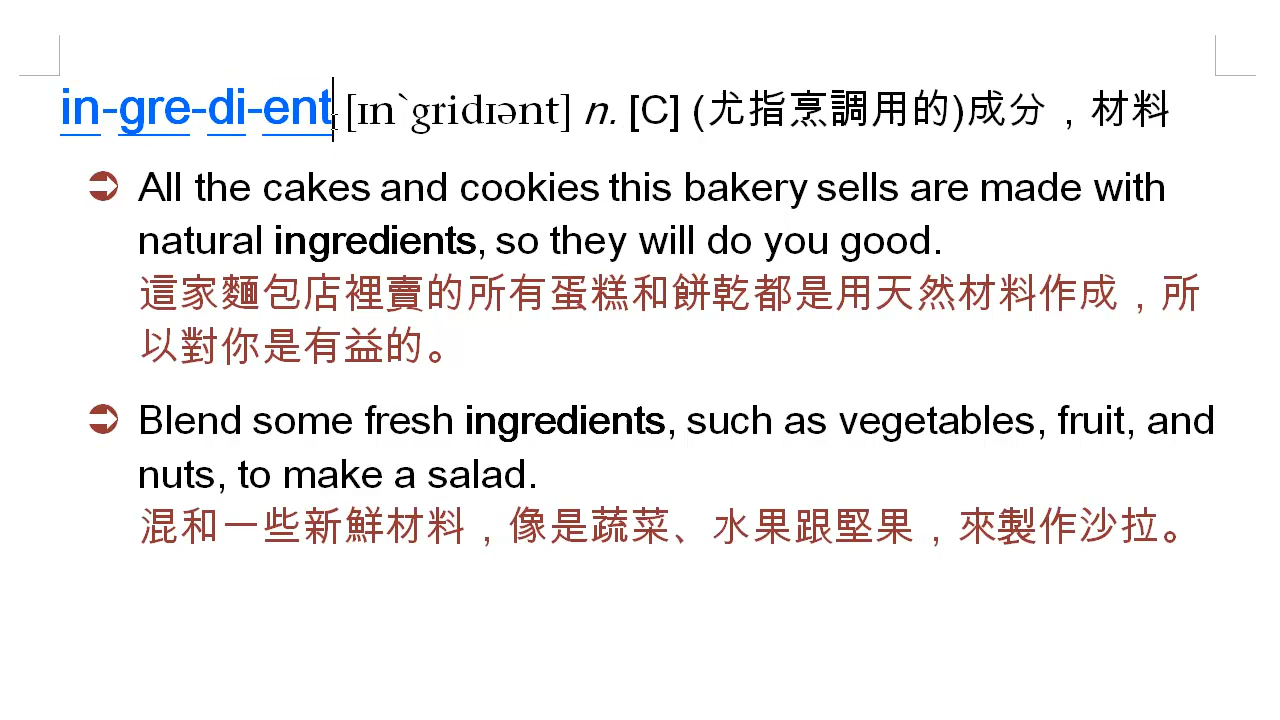 in-gre-di-ent [ɪnˋgridɪənt] n. [C] (尤指烹調用的)成分，材料
➲ All the cakes and cookies this bakery sells are made with
natural ingredients, so they will do you good.
這家麵包店裡賣的所有蛋糕和餅乾都是用天然材料作成，所
以對你是有益的。
➲ Blend some fresh ingredients, such as vegetables, fruit, and
nuts, to make a salad.
混和一些新鮮材料，像是蔬菜、水果跟堅果，來製作沙拉。